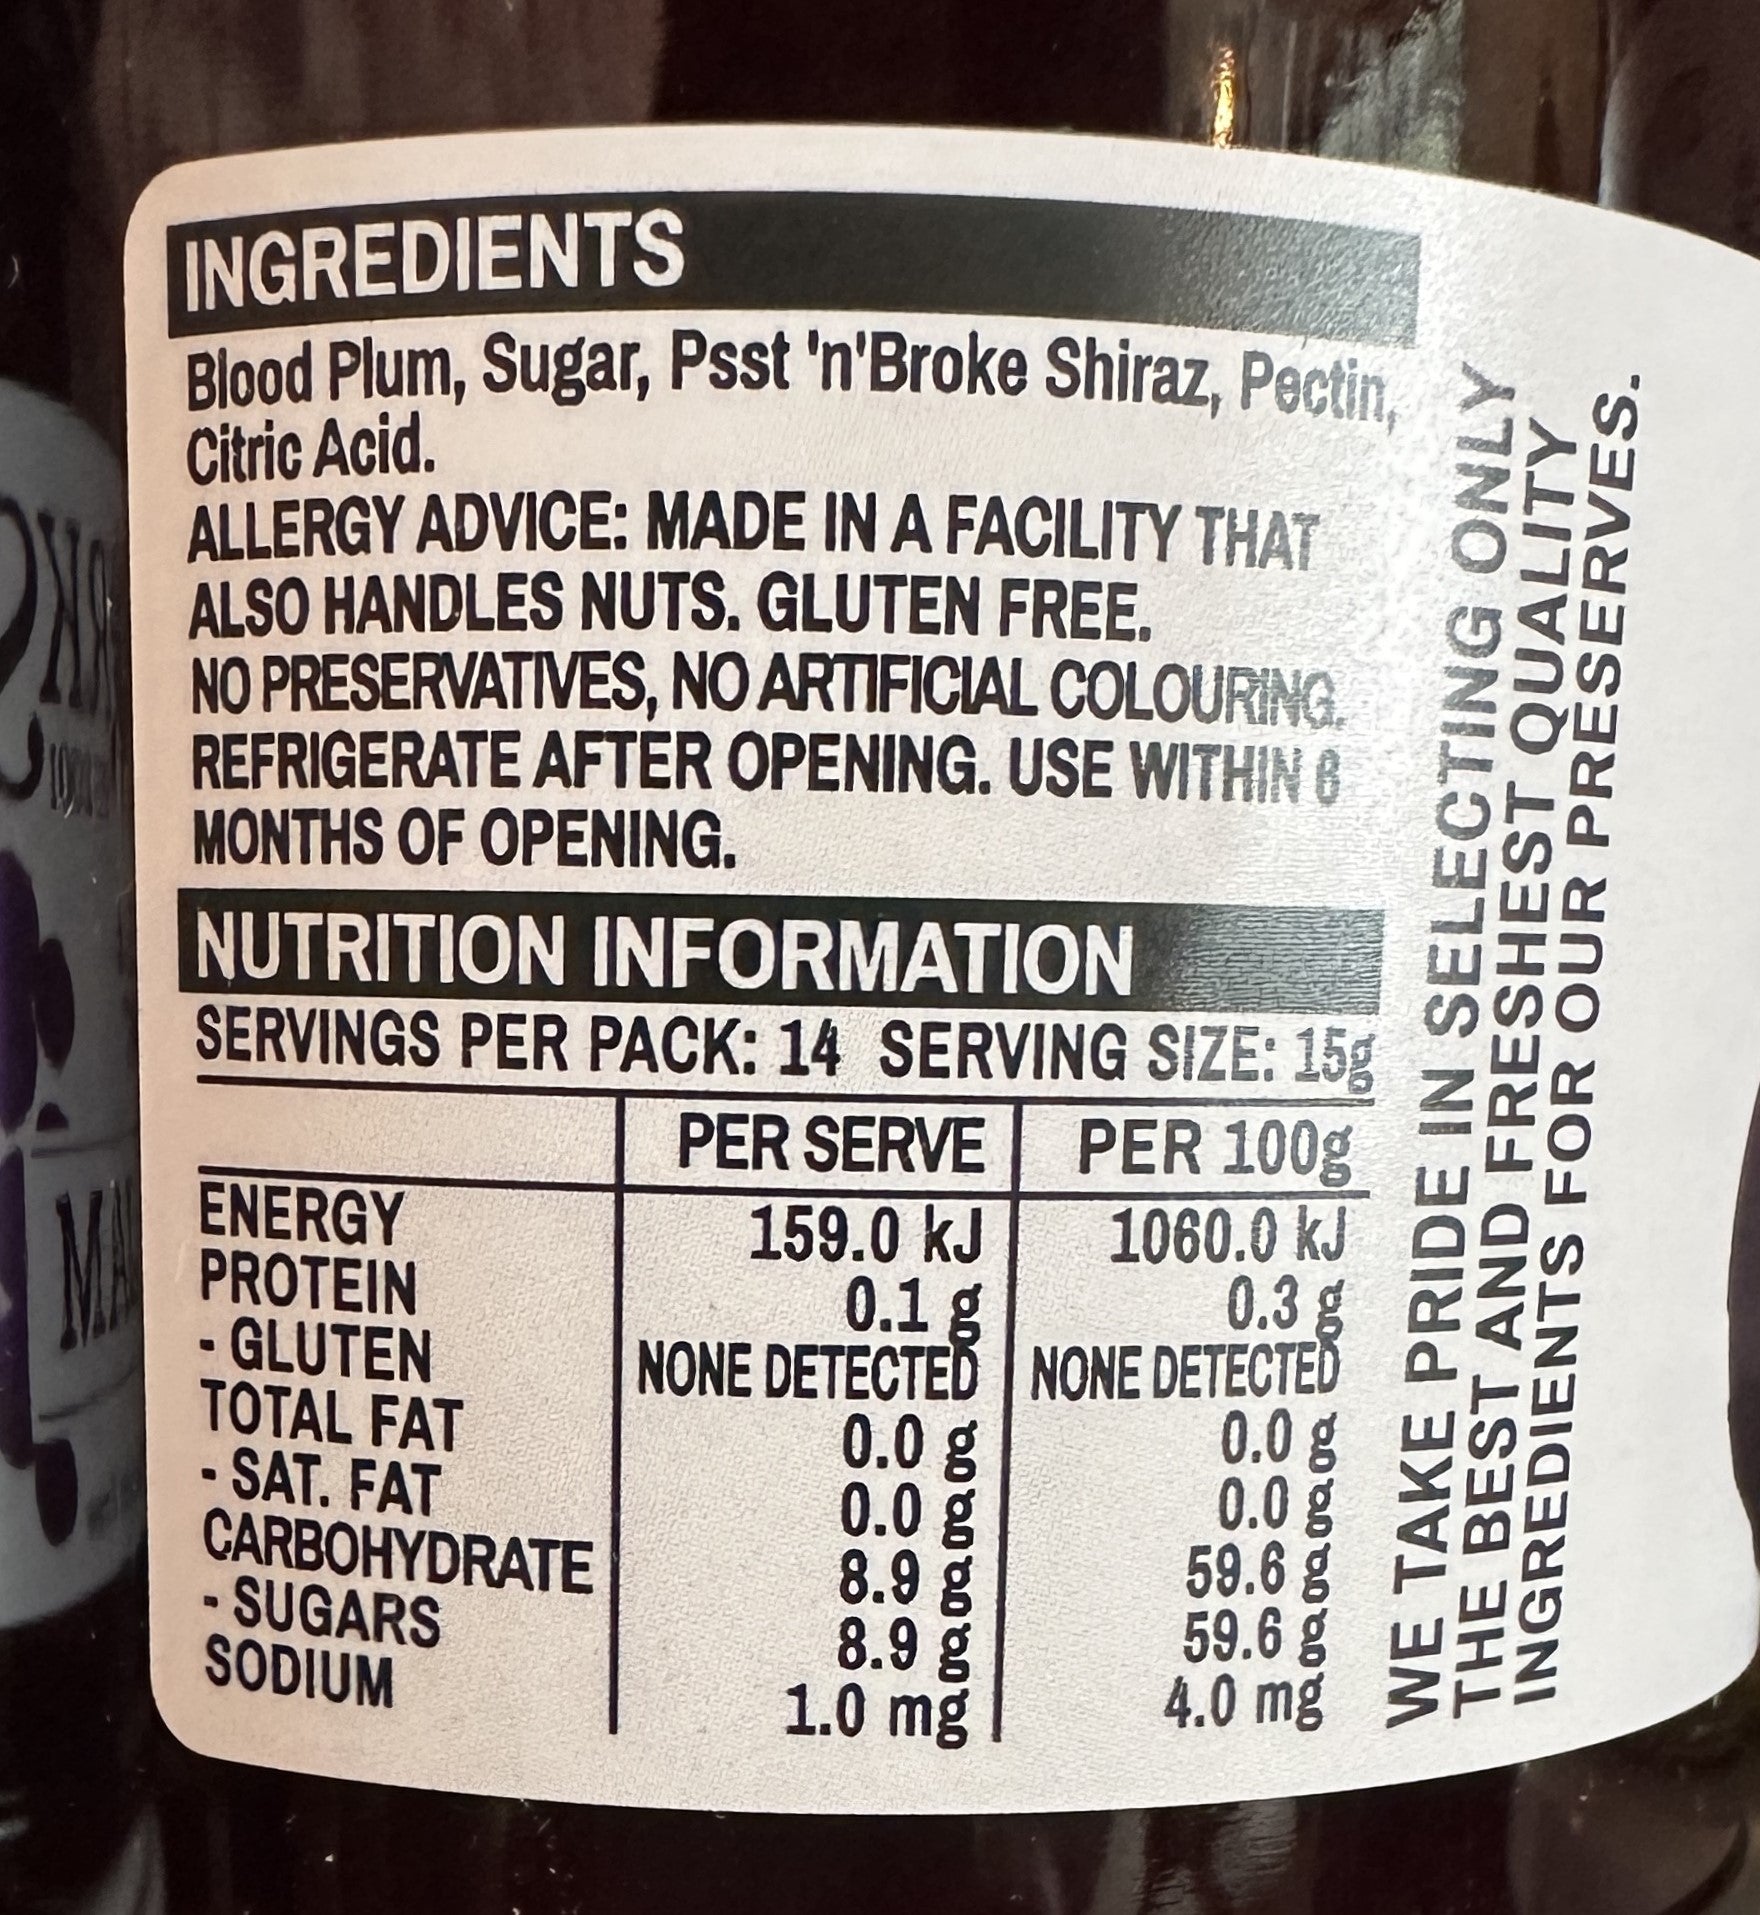 INGREDIENTS
Blood Plum, Sugar, Psst 'n'Broke Shiraz, Pectin,
Citric Acid.
ALLERGY ADVICE: MADE IN A FACILITY THAT
ALSO HANDLES NUTS. GLUTEN FREE.
NO PRESERVATIVES, NO ARTIFICIAL COLOURING.
REFRIGERATE AFTER OPENING. USE WITHIN 6
MONTHS OF OPENING.
NUTRITION INFORMATION
SERVINGS PER PACK: 14 SERVING SIZE: 15g
PER SERVE PER 100g
ENERGY 159.0 kJ 1060.0 kJ
PROTEIN 0.1 g 0.3 g
- GLUTEN NONE DETECTED NONE DETECTED
TOTAL FAT 0.0 g 0.0 g
- SAT. FAT 0.0 g 0.0 g
CARBOHYDRATE 8.9 g 59.6 g
- SUGARS 8.9 g 59.6 g
SODIUM 1.0 mg 4.0 mg
WE TAKE PRIDE IN SELECTING ONLY
THE BEST AND FRESHEST QUALITY
INGREDIENTS FOR OUR PRESERVES.